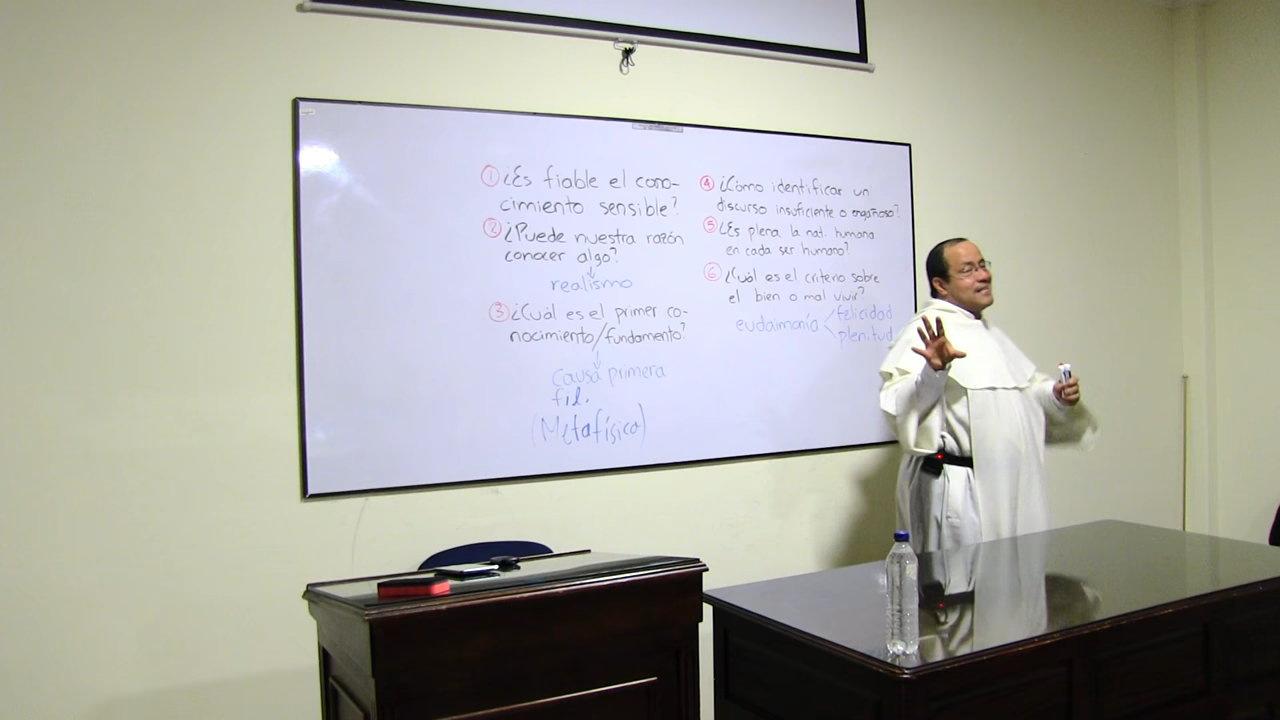 ① ¿Es fiable el cono-
cimiento sensible?
② ¿Puede nuestra razón
conocer algo?
realismo
③ ¿Cuál es el primer co-
nocimiento/fundamento?
causa primera
fil.
(Metafísica)
④ ¿Cómo identificar un
discurso insuficiente o engañoso?
⑤ ¿Es plena la nat. humana
en cada ser humano?
⑥ ¿Cuál es el criterio sobre
el bien o mal vivir?
eudaimonía < felicidad
plenitud